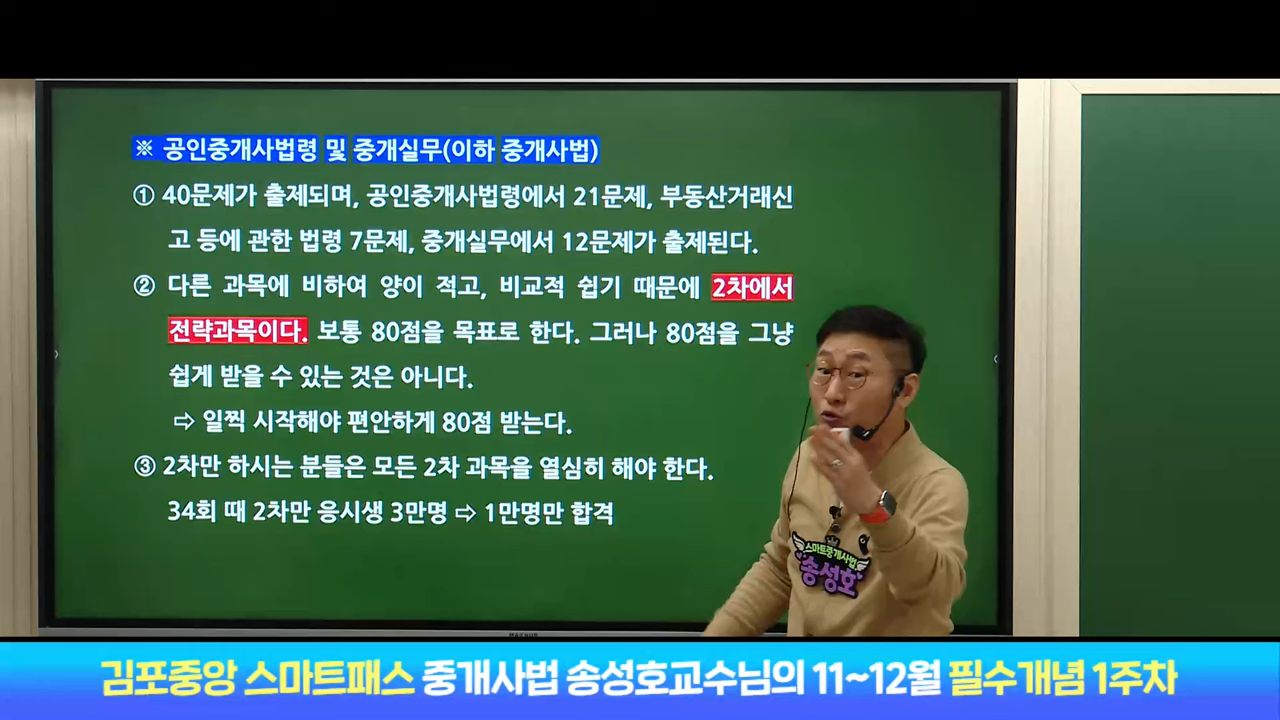 ※ 공인중개사법령 및 중개실무(이하 중개사법)
① 40문제가 출제되며, 공인중개사법령에서 21문제, 부동산거래신
고 등에 관한 법령 7문제, 중개실무에서 12문제가 출제된다.
② 다른 과목에 비하여 양이 적고, 비교적 쉽기 때문에 2차에서
전략과목이다. 보통 80점을 목표로 한다. 그러나 80점을 그냥
쉽게 받을 수 있는 것은 아니다.
⇨ 일찍 시작해야 편안하게 80점 받는다.
③ 2차만 하시는 분들은 모든 2차 과목을 열심히 해야 한다.
34회 때 2차만 응시생 3만명 ⇨ 1만명만 합격
스마트중개사법
송성호
김포중앙 스마트패스 중개사법 송성호교수님의 11~12월 필수개념 1주차